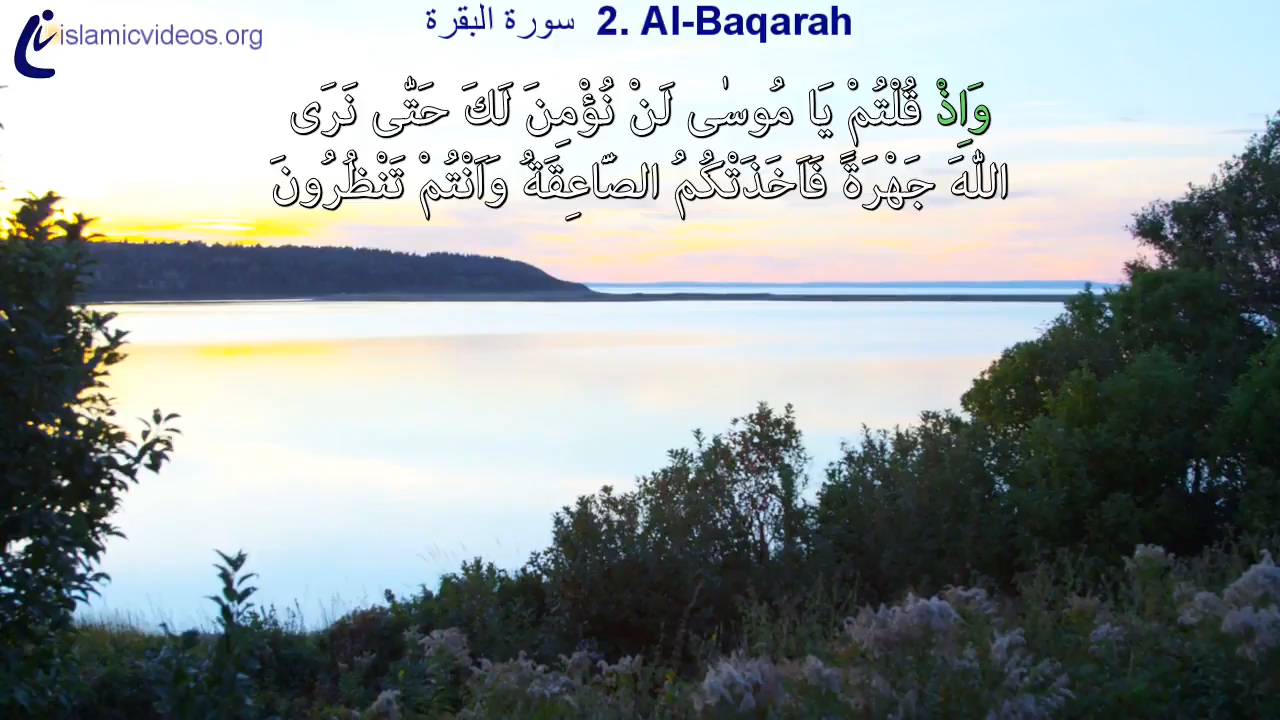 islamicvideos.org
سورة البقرة 2. Al-Baqarah
وَاِذْ قُلْتُمْ يَا مُوسٰى لَنْ نُؤْمِنَ لَكَ حَتّٰى نَرَى
اللّٰهَ جَهْرَةً فَاَخَذَتْكُمُ الصَّاعِقَةُ وَاَنْتُمْ تَنْظُرُونَ